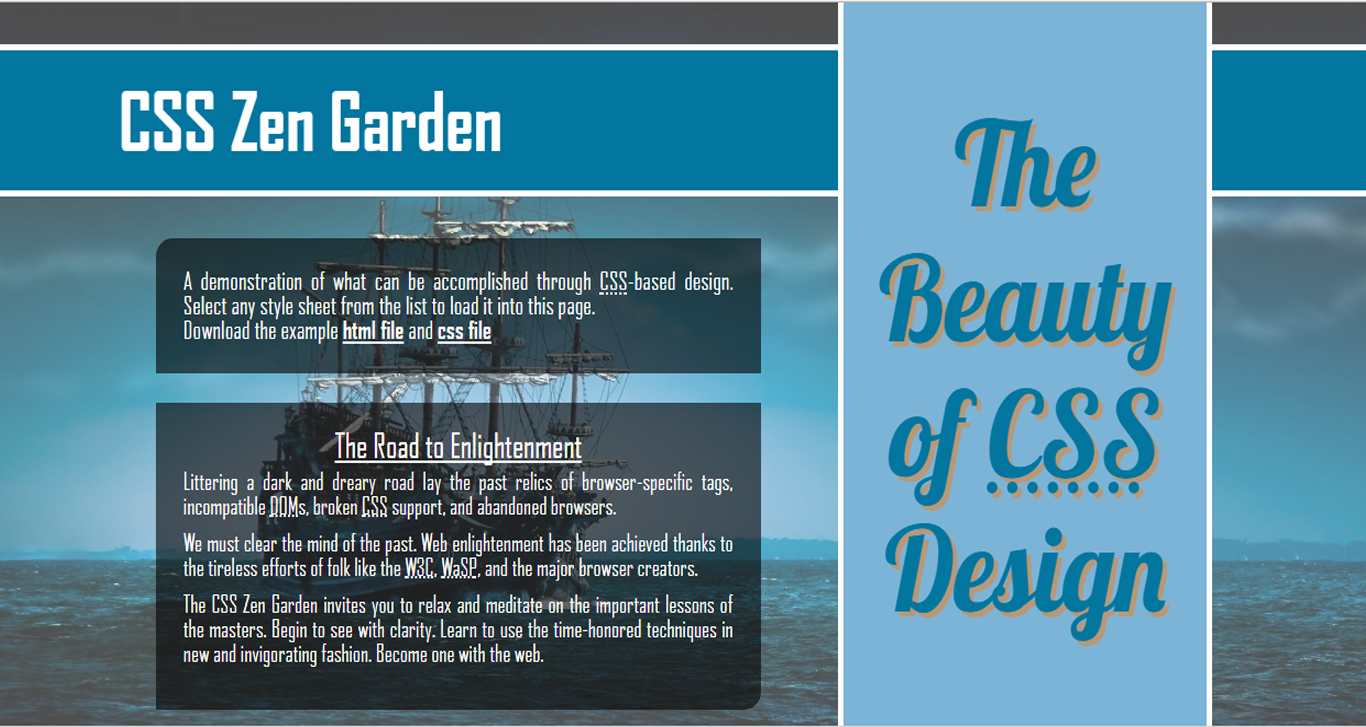 CSS Zen Garden
A demonstration of what can be accomplished through CSS-based design.
Select any style sheet from the list to load it into this page.
Download the example html file and css file
The Road to Enlightenment
Littering a dark and dreary road lay the past relics of browser-specific tags,
incompatible DOMs, broken CSS support, and abandoned browsers.
We must clear the mind of the past. Web enlightenment has been achieved thanks to
the tireless efforts of folk like the W3C, WaSP, and the major browser creators.
The CSS Zen Garden invites you to relax and meditate on the important lessons of
the masters. Begin to see with clarity. Learn to use the time-honored techniques in
new and invigorating fashion. Become one with the web.
The
Beauty
of CSS
Design